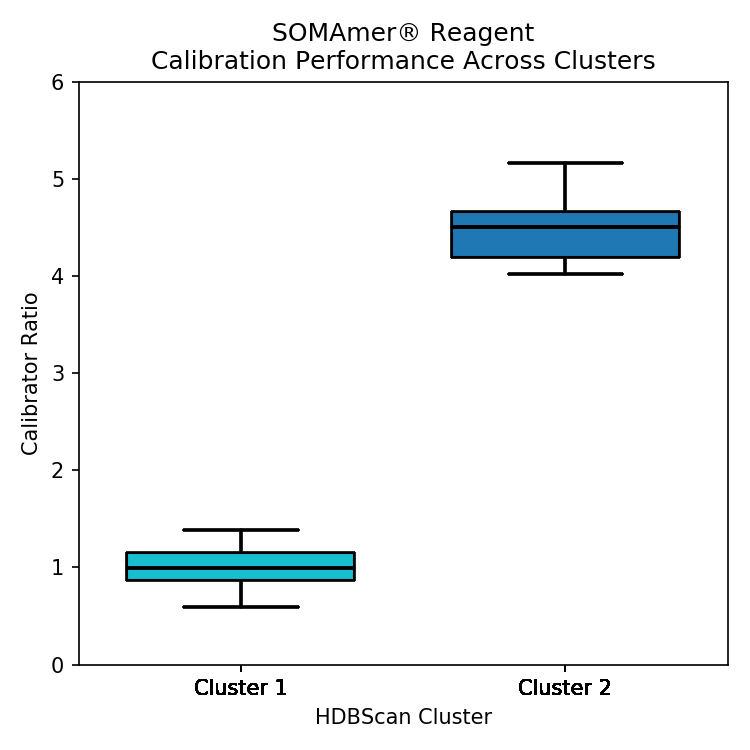 SOMAmer® Reagent
Calibration Performance Across Clusters
6
5
4
3
2
1
0
Calibrator Ratio
Cluster 1
Cluster 2
HDBScan Cluster